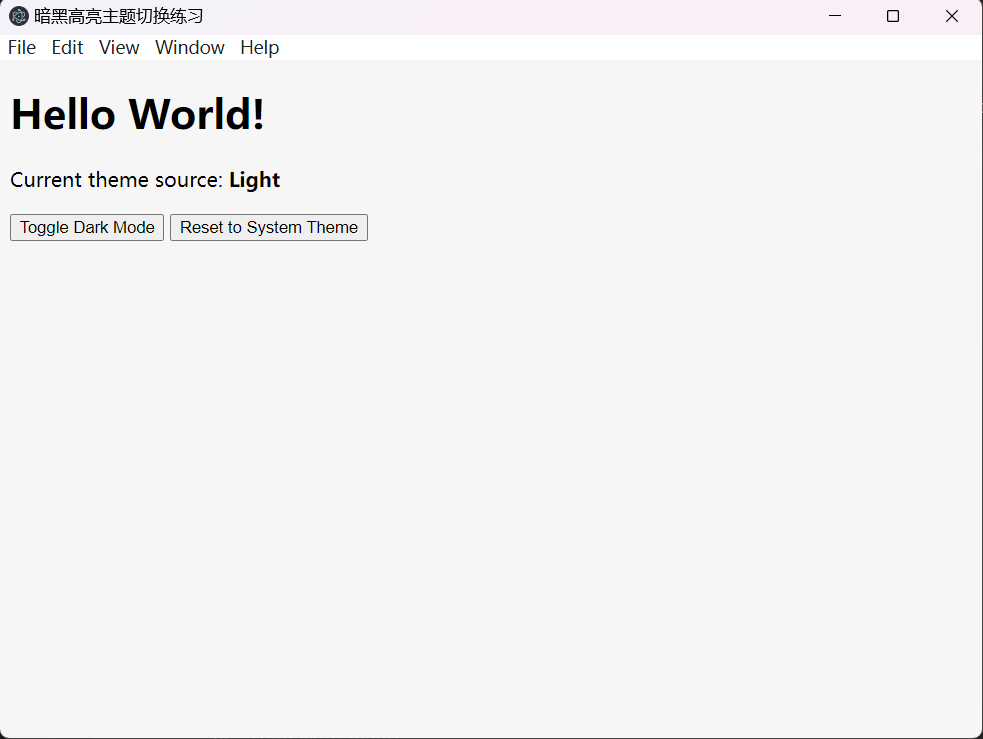 暗黑高亮主题切换练习
File Edit View Window Help
Hello World!
Current theme source: Light
Toggle Dark Mode Reset to System Theme